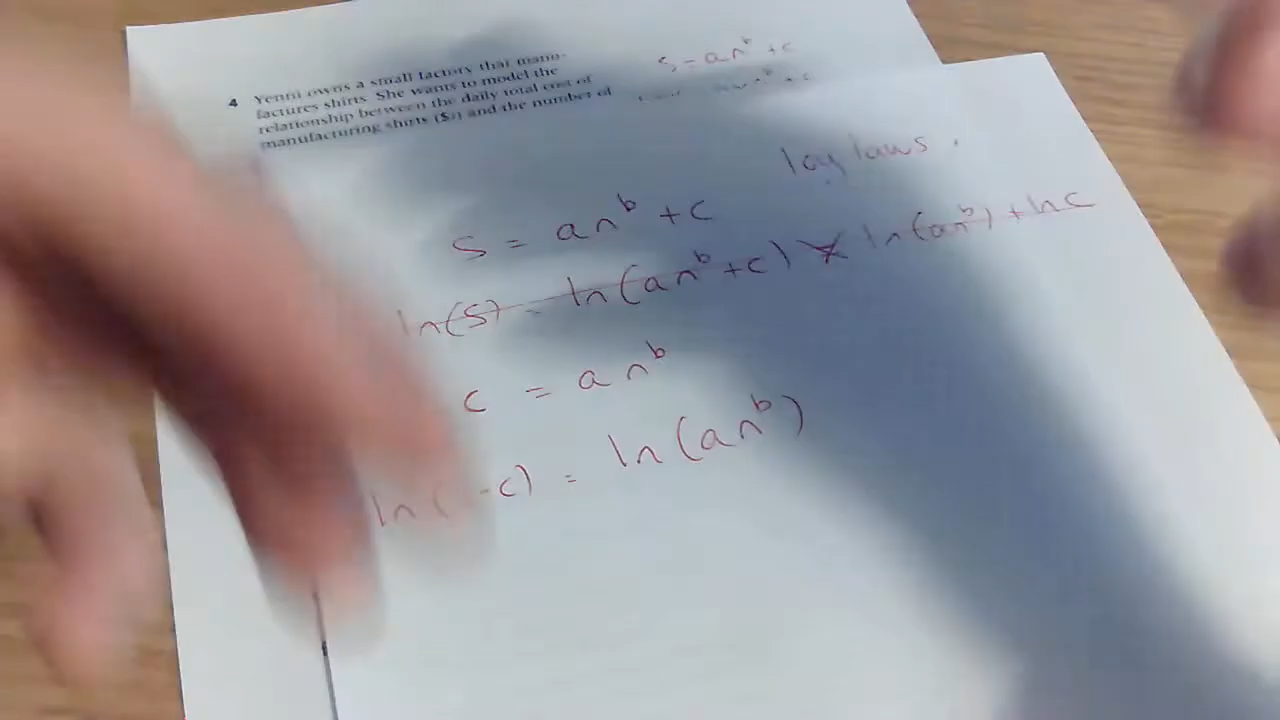 4 Yenni owns a small factory that manu-
factures shirts. She wants to model the
relationship between the daily total cost of
manufacturing shirts ($s) and the number of
s = an^b + c
an^b + c
log laws.
s = an^b + c
ln(s) = ln(an^b + c) ln(an^b) + ln c
c = an^b
ln( -c) = ln(an^b)